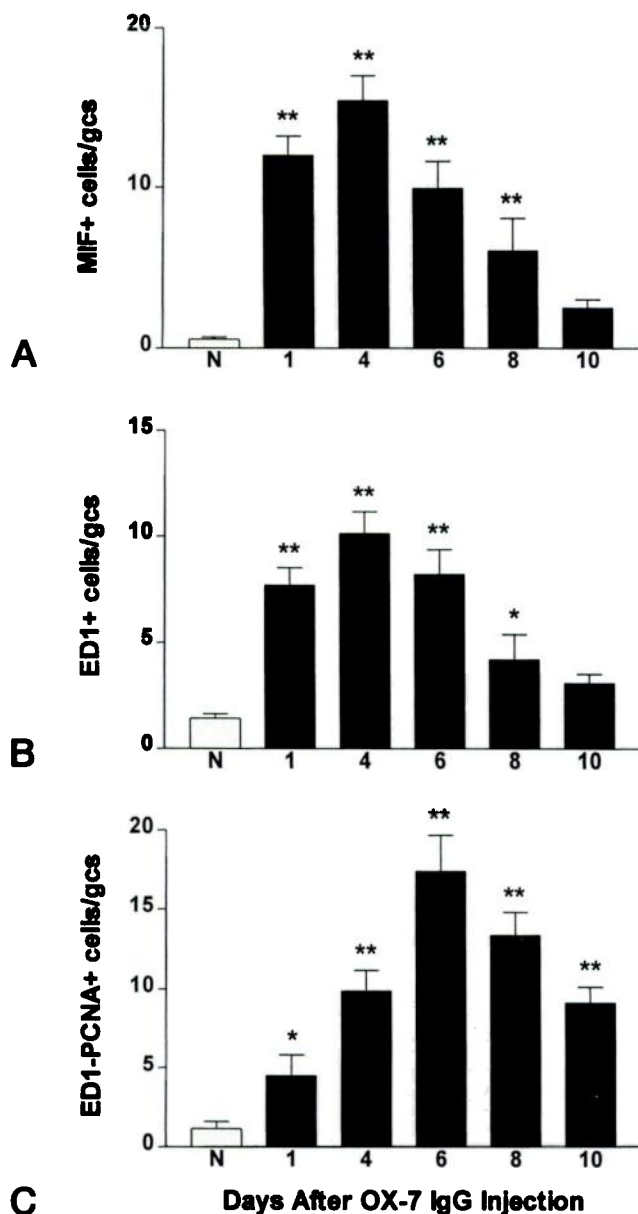 20
10
0
MIF+ cells/gcs
**
**
**
**
N 1 4 6 8 10
A
15
10
5
0
ED1+ cells/gcs
**
**
**
*
N 1 4 6 8 10
B
20
15
10
5
0
ED1-PCNA+ cells/gcs
*
**
**
**
**
N 1 4 6 8 10
C
Days After OX-7 IgG Injection